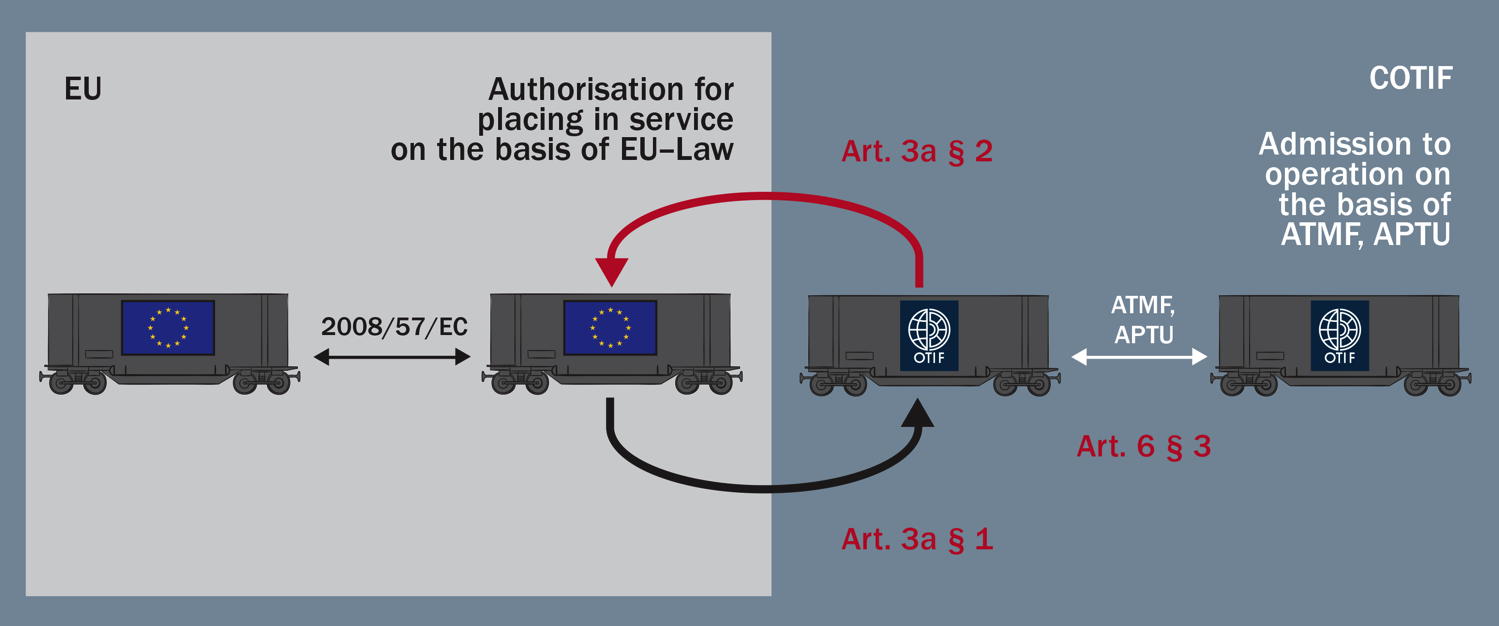 EU
Authorisation for
placing in service
on the basis of EU–Law
COTIF
Admission to
operation on
the basis of
ATMF, APTU
Art. 3a § 2
2008/57/EC
OTIF
ATMF,
APTU
OTIF
Art. 6 § 3
Art. 3a § 1